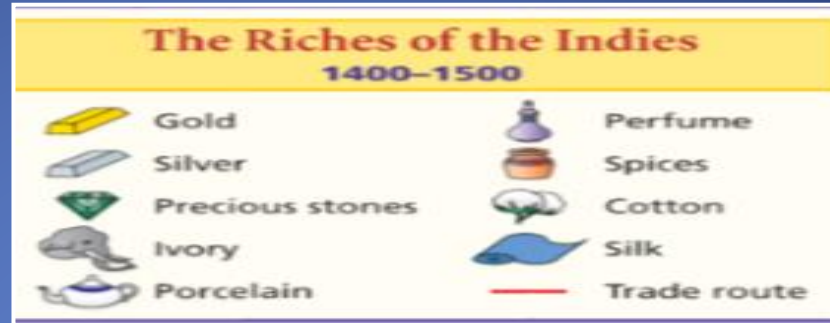 The Riches of the Indies
1400–1500
Gold
Silver
Precious stones
Ivory
Porcelain
Perfume
Spices
Cotton
Silk
Trade route